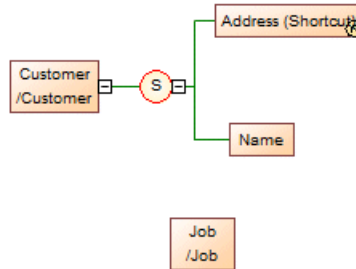 Address (Shortcut)
Customer
/Customer
S
Name
Job
/Job